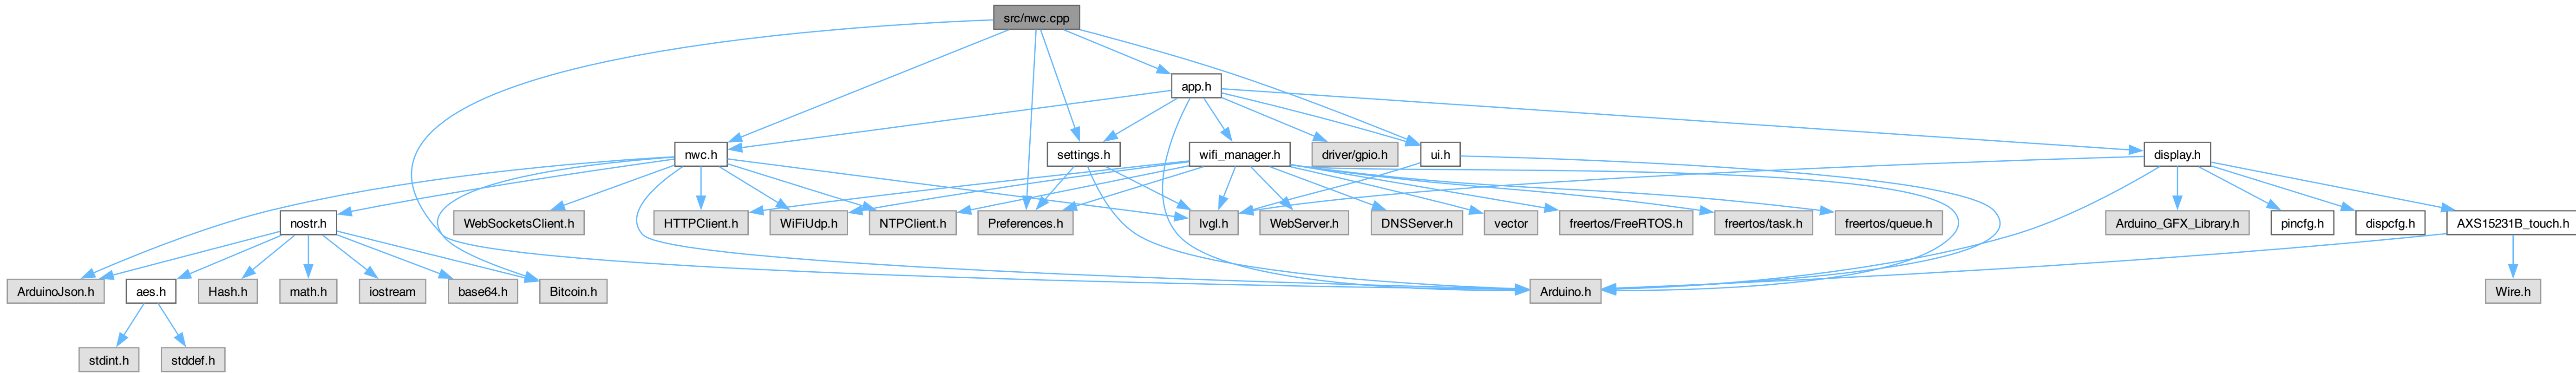 src/nwc.cpp
app.h
nwc.h
settings.h
wifi_manager.h
driver/gpio.h
ui.h
display.h
nostr.h
WebSocketsClient.h
HTTPClient.h
WiFiUdp.h
NTPClient.h
Preferences.h
lvgl.h
WebServer.h
DNSServer.h
vector
freertos/FreeRTOS.h
freertos/task.h
freertos/queue.h
Arduino_GFX_Library.h
pincfg.h
dispcfg.h
AXS15231B_touch.h
ArduinoJson.h
aes.h
Hash.h
math.h
iostream
base64.h
Bitcoin.h
Arduino.h
Wire.h
stdint.h
stddef.h